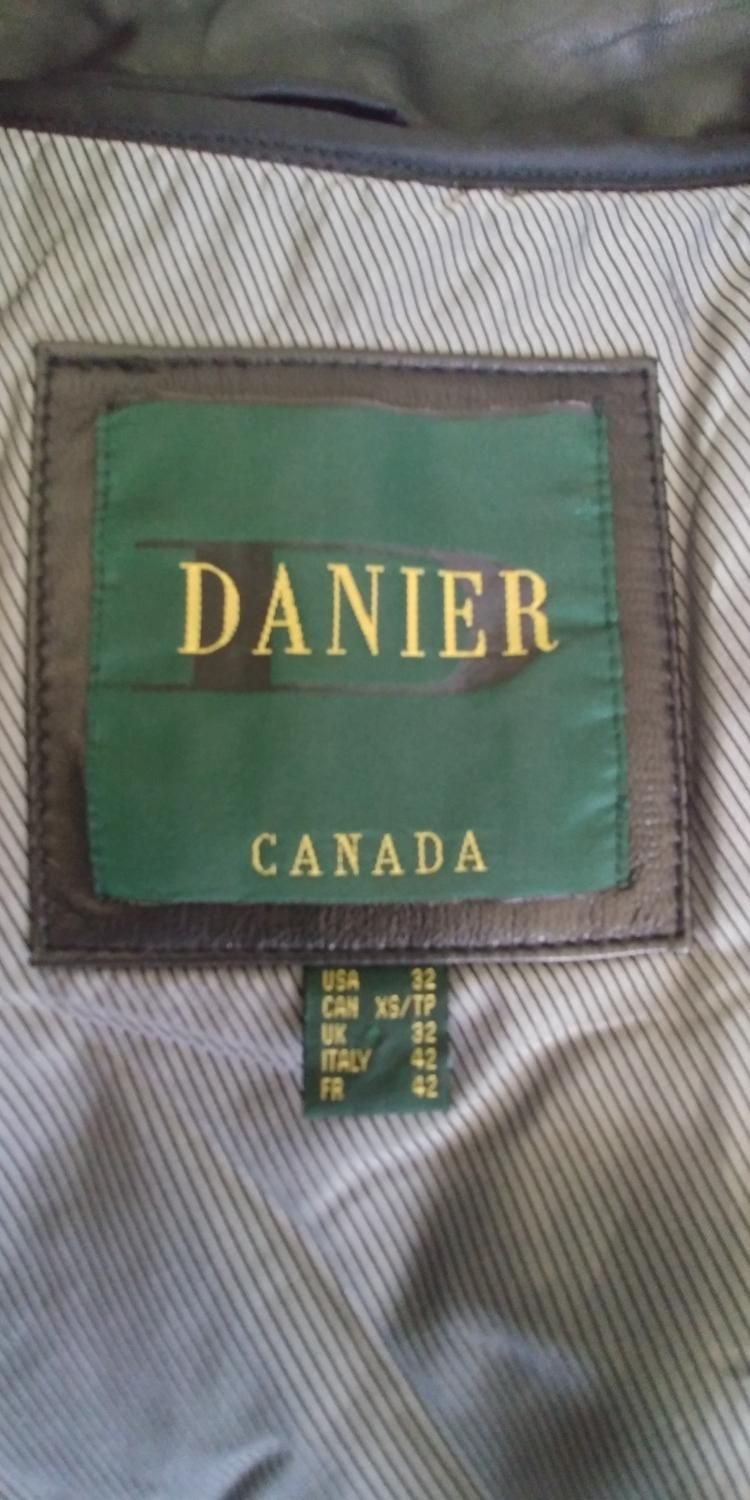 DANIER
CANADA
USA 32
CAN XS/TP
UK 32
ITALY 42
FR 42